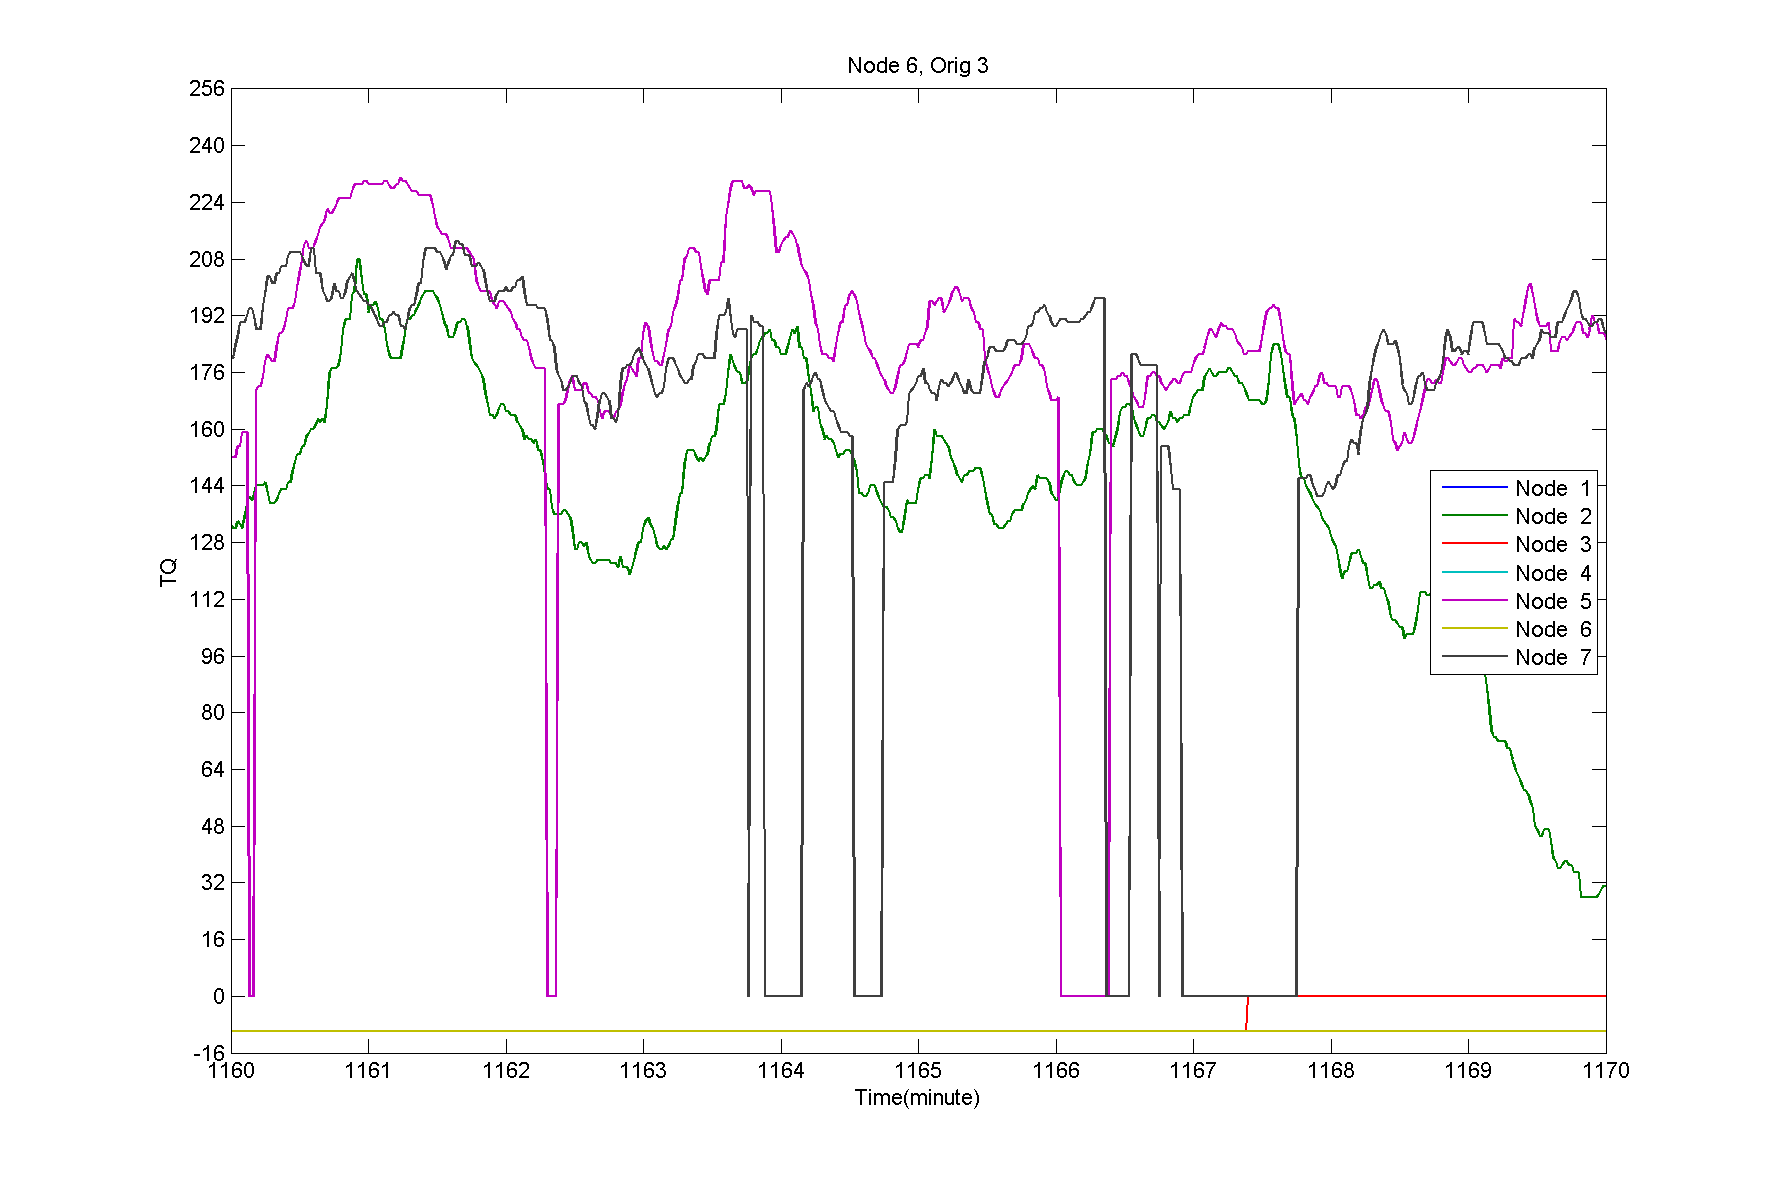 Node 6, Orig 3
256
240
224
208
192
176
160
144
128
112
96
80
64
48
32
16
0
-16
TQ
Node 1
Node 2
Node 3
Node 4
Node 5
Node 6
Node 7
1160 1161 1162 1163 1164 1165 1166 1167 1168 1169 1170
Time(minute)